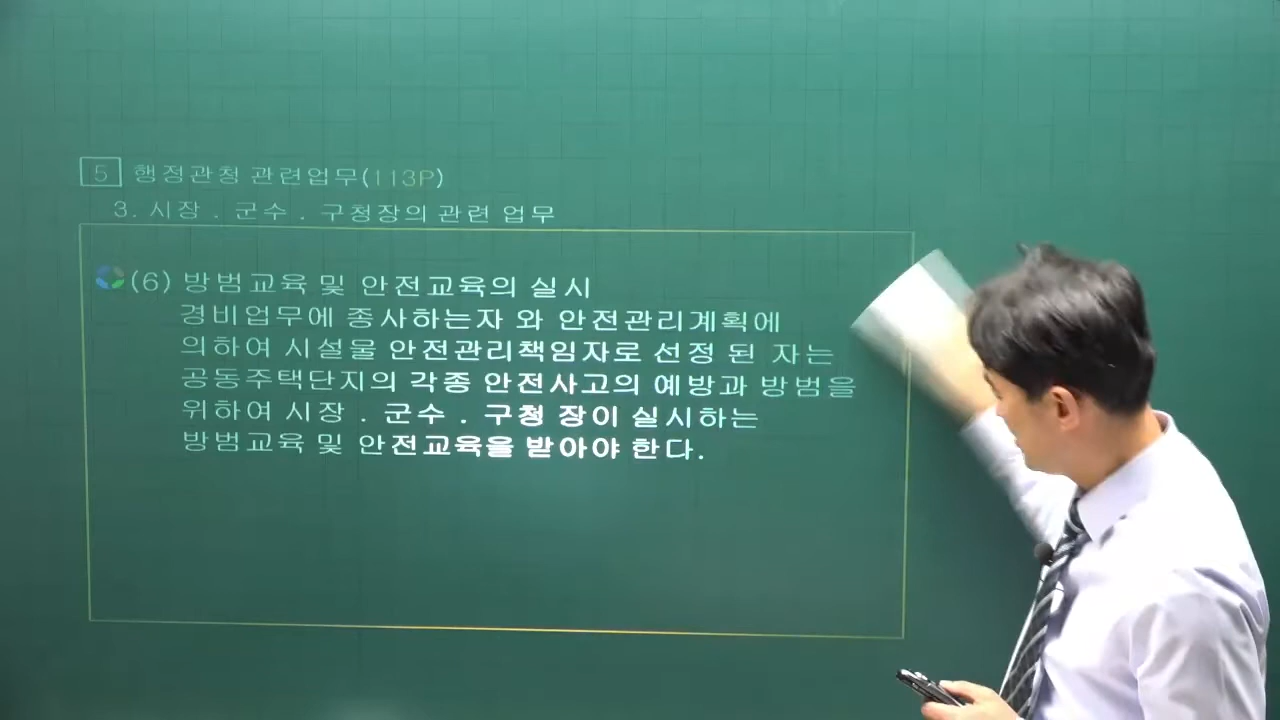 5 행정관청 관련업무(113P)
3. 시장 . 군수 . 구청장의 관련 업무
(6) 방범교육 및 안전교육의 실시
경비업무에 종사하는자 와 안전관리계획에
의하여 시설물 안전관리책임자로 선정 된 자는
공동주택단지의 각종 안전사고의 예방과 방범을
위하여 시장 . 군수 . 구청 장이 실시하는
방범교육 및 안전교육을 받아야 한다.